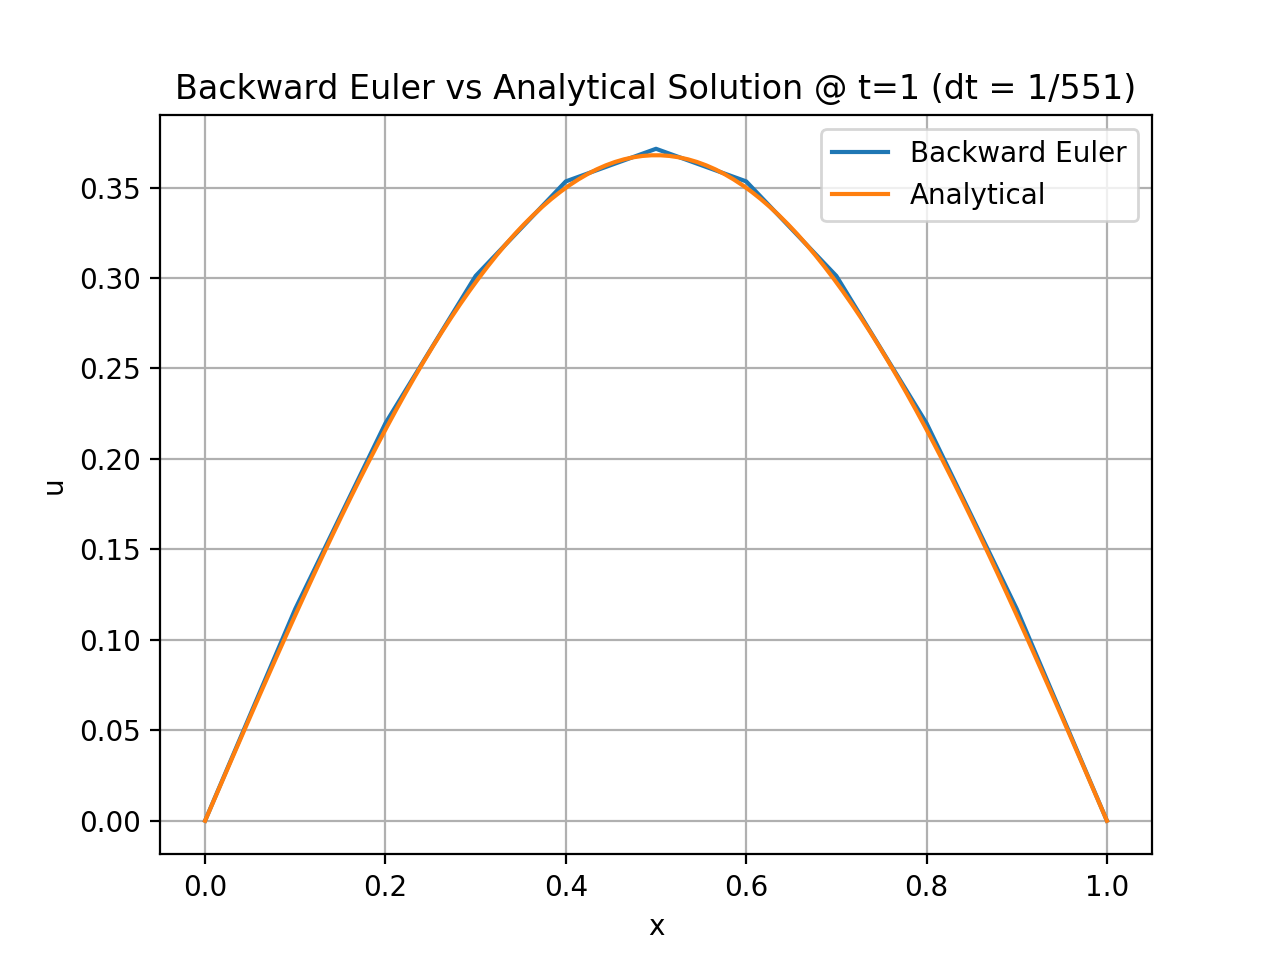 Backward Euler vs Analytical Solution @ t=1 (dt = 1/551)
Backward Euler
Analytical
0.35
0.30
0.25
0.20
0.15
0.10
0.05
0.00
u
0.0 0.2 0.4 0.6 0.8 1.0
x